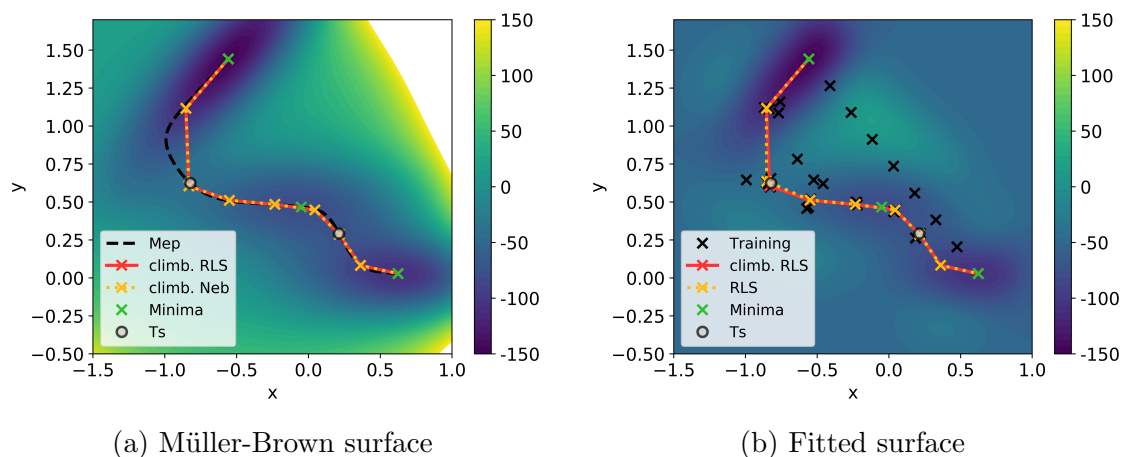 1.50
1.25
1.00
0.75
0.50
0.25
0.00
−0.25
−0.50
y
−1.5
−1.0
−0.5
0.0
0.5
1.0
x
Mep
climb. RLS
climb. Neb
Minima
Ts
150
100
50
0
−50
−100
−150
(a) Müller-Brown surface
1.50
1.25
1.00
0.75
0.50
0.25
0.00
−0.25
−0.50
y
−1.5
−1.0
−0.5
0.0
0.5
1.0
x
Training
climb. RLS
RLS
Minima
Ts
150
100
50
0
−50
−100
−150
(b) Fitted surface